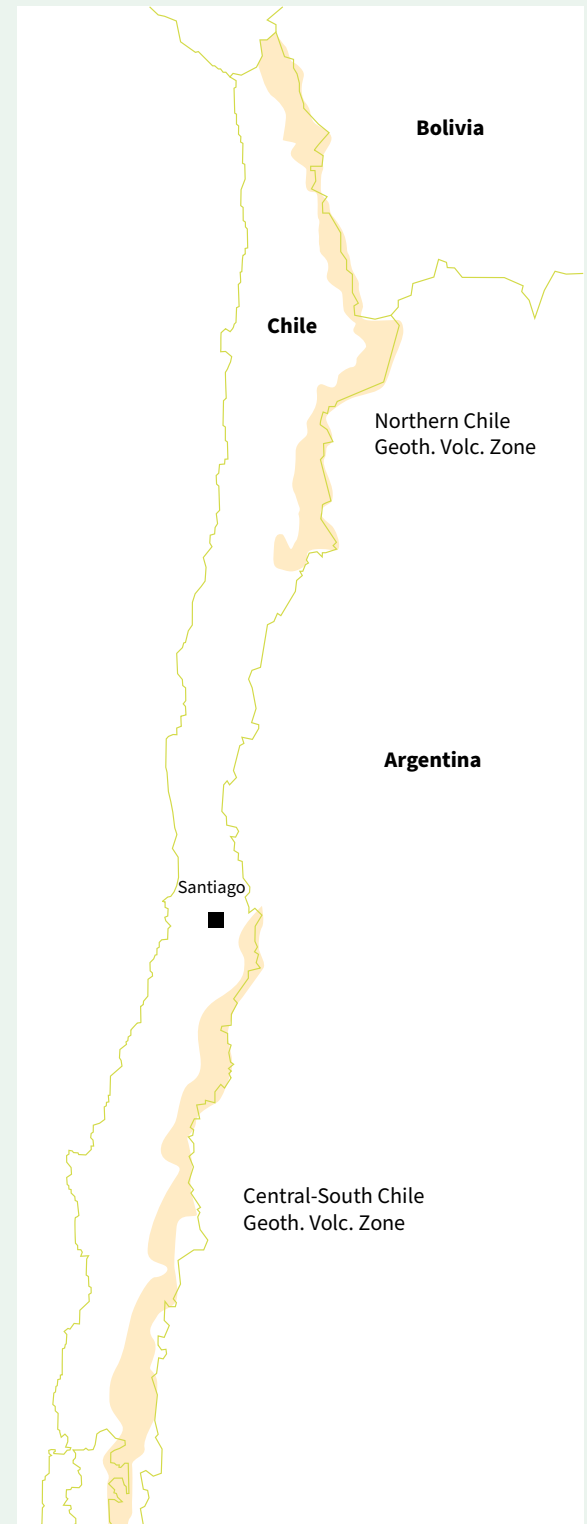 Bolivia
Chile
Northern Chile
Geoth. Volc. Zone
Argentina
Santiago
Central-South Chile
Geoth. Volc. Zone